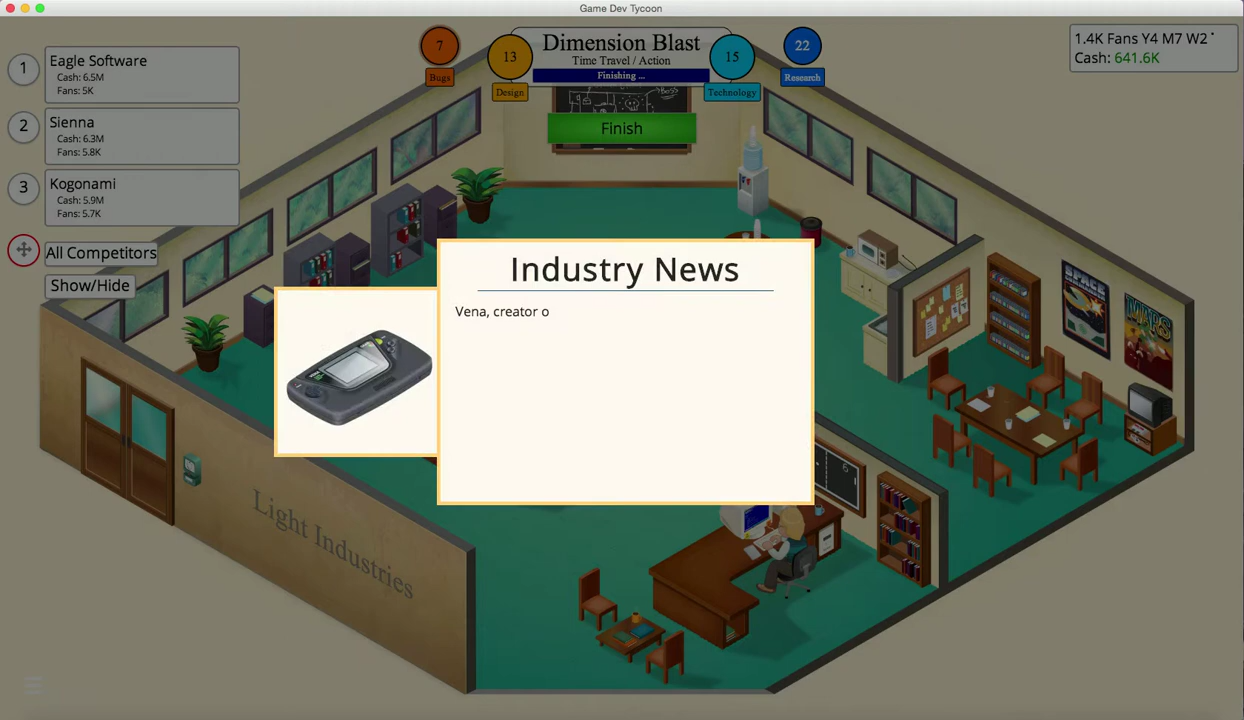 Game Dev Tycoon
1
Eagle Software
Cash: 6.5M
Fans: 5K
2
Sienna
Cash: 6.3M
Fans: 5.8K
3
Kogonami
Cash: 5.9M
Fans: 5.7K
All Competitors
Show/Hide
7
Bugs
13
Design
Dimension Blast
Time Travel / Action
Finishing ...
15
Technology
22
Research
1.4K Fans Y4 M7 W2
Cash: 641.6K
Boss
Finish
Industry News
Vena, creator o
SPACE
Light Industries
6